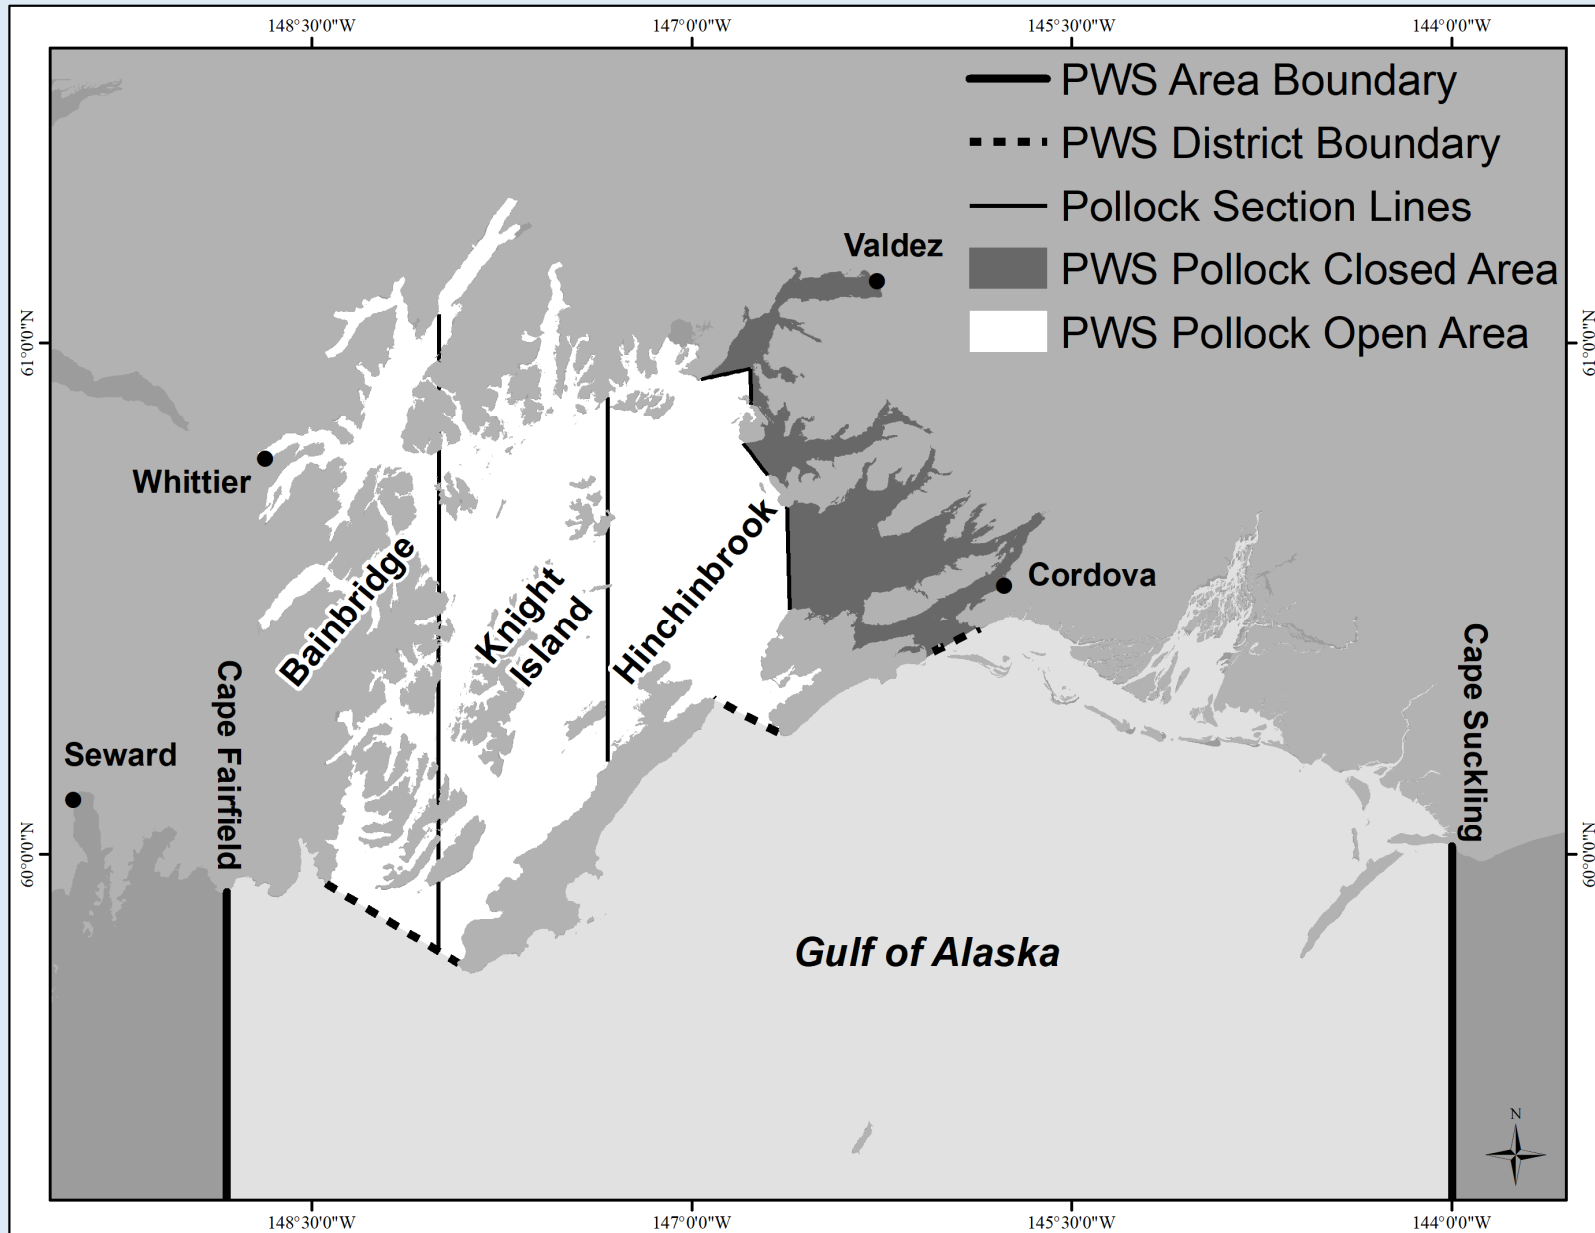 148°30'0"W
147°0'0"W
145°30'0"W
144°0'0"W
PWS Area Boundary
PWS District Boundary
Pollock Section Lines
PWS Pollock Closed Area
PWS Pollock Open Area
Valdez
61°0'0"N
61°0'0"N
Whittier
Cordova
Bainbridge
Knight
Island
Hinchinbrook
Cape Fairfield
Cape Suckling
Seward
60°0'0"N
60°0'0"N
Gulf of Alaska
N
148°30'0"W
147°0'0"W
145°30'0"W
144°0'0"W